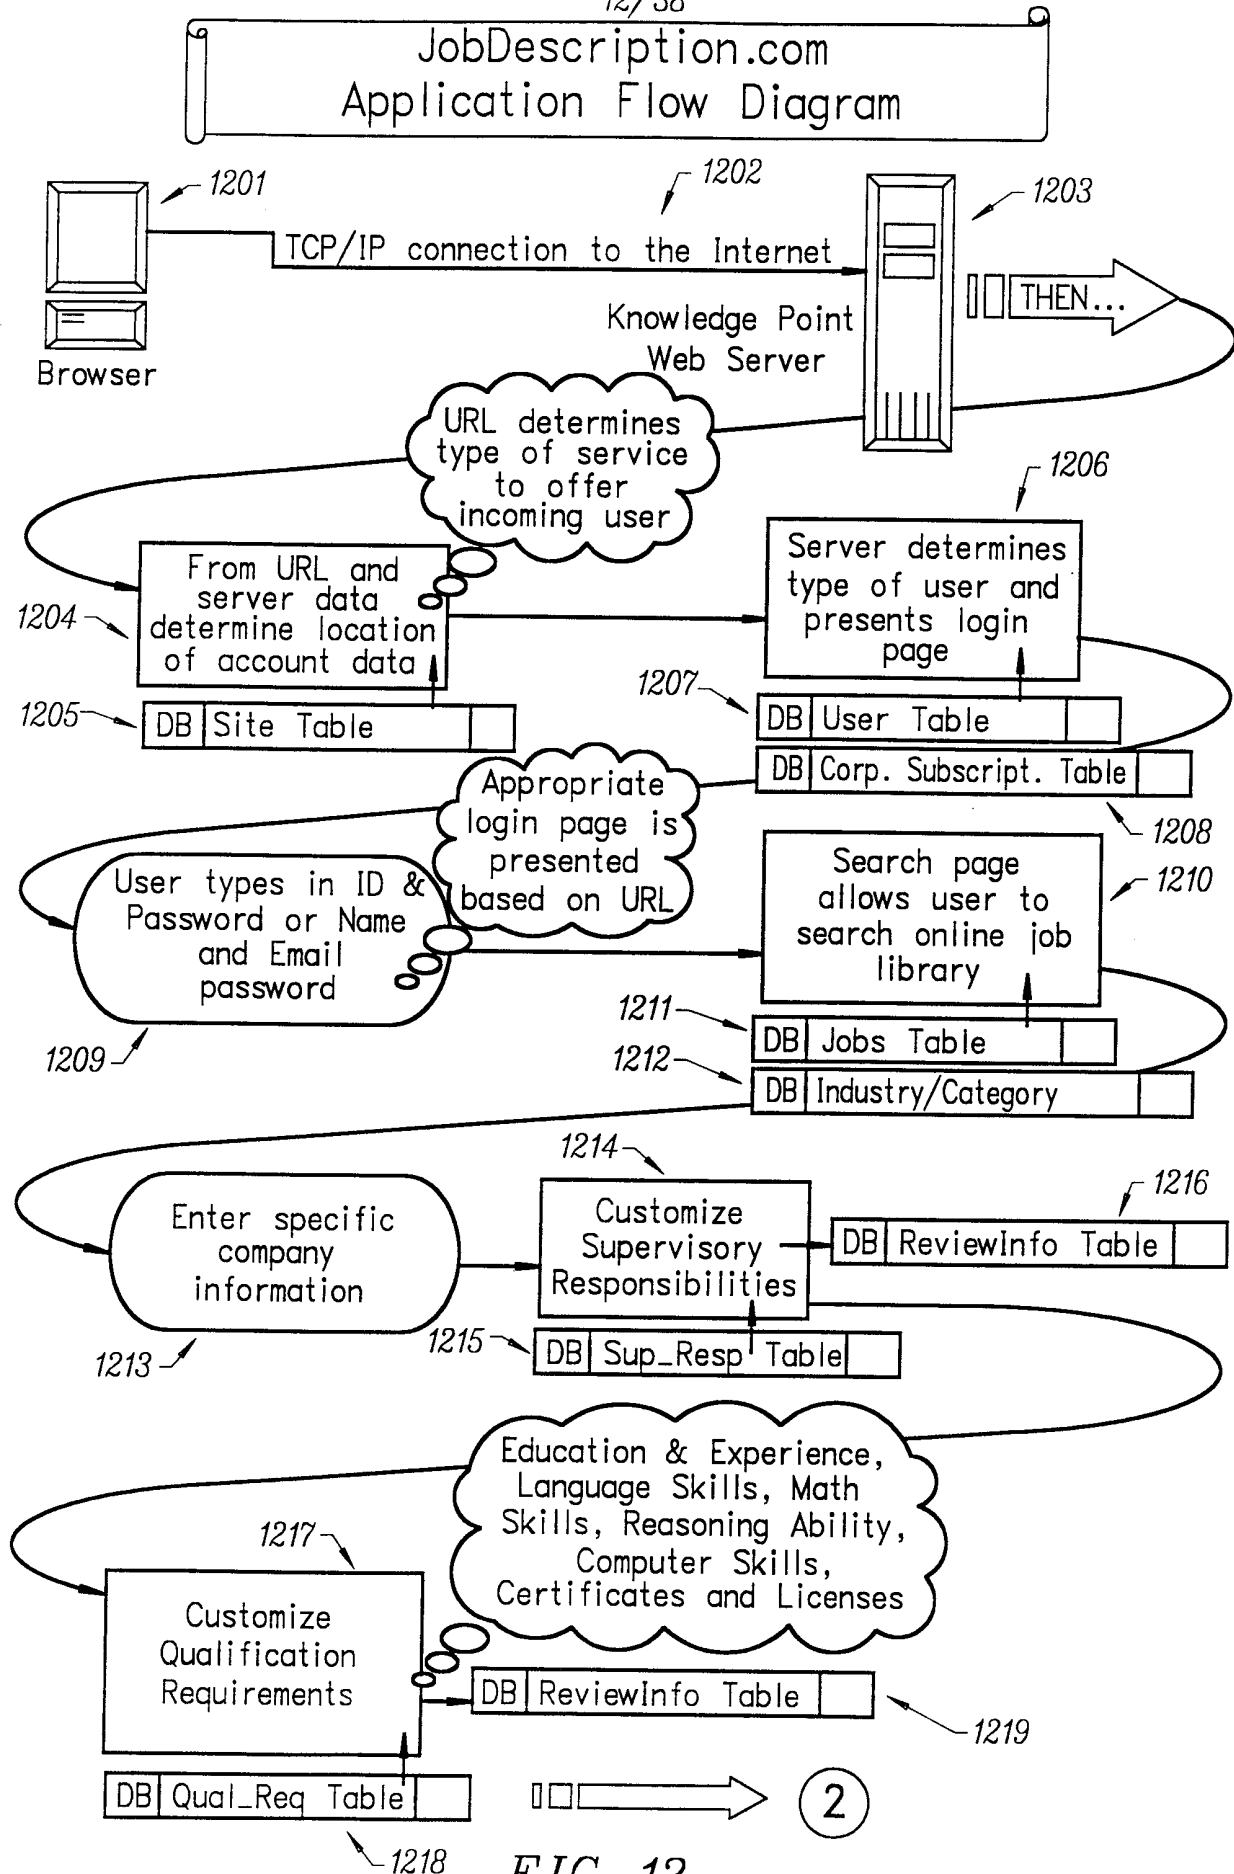 12/38
JobDescription.com
Application Flow Diagram
1201
1202
1203
TCP/IP connection to the Internet
THEN...
Knowledge Point
Web Server
Browser
URL determines
type of service
to offer
incoming user
1206
From URL and
server data
determine location
of account data
1204
Server determines
type of user and
presents login
page
1205
DB Site Table
1207
DB User Table
DB Corp. Subscript. Table
1208
Appropriate
login page is
presented
based on URL
User types in ID &
Password or Name
and Email
password
1209
Search page
allows user to
search online job
library
1210
1211
DB Jobs Table
1212
DB Industry/Category
1214
Enter specific
company
information
1213
Customize
Supervisory
Responsibilities
1216
DB ReviewInfo Table
1215
DB Sup_Resp Table
Education & Experience,
Language Skills, Math
Skills, Reasoning Ability,
Computer Skills,
Certificates and Licenses
1217
Customize
Qualification
Requirements
DB ReviewInfo Table
1219
DB Qual_Req Table
2
1218
FIG. 12